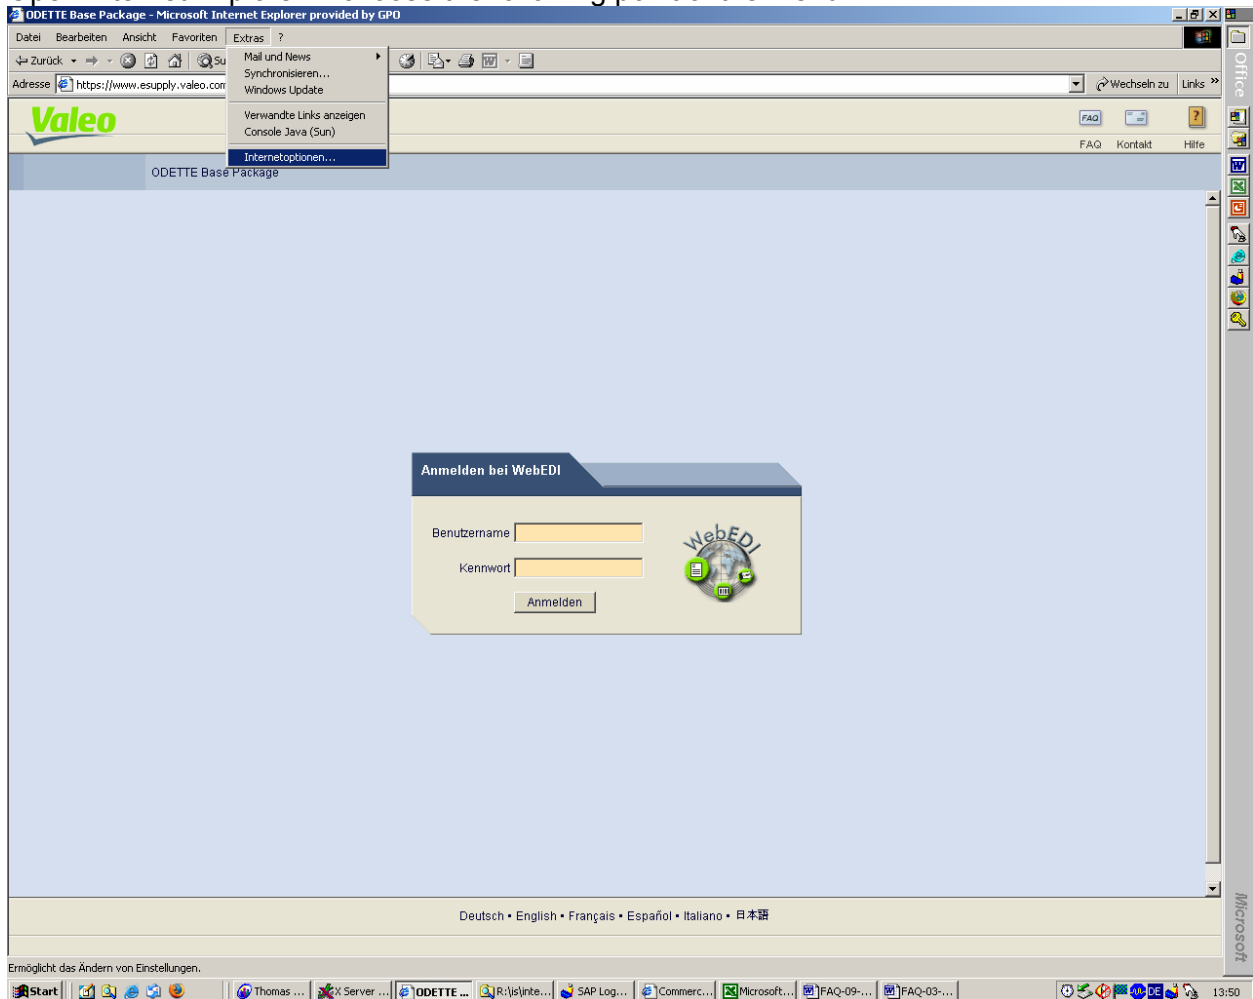 ODETTE Base Package - Microsoft Internet Explorer provided by GPO
Datei Bearbeiten Ansicht Favoriten Extras ?
Zurück Su
Mail und News
Synchronisieren...
Windows Update
Verwandte Links anzeigen
Console Java (Sun)
Internetoptionen...
Adresse https://www.esupply.valeo.com
Wechseln zu Links »
Valeo
FAQ
?
FAQ Kontakt Hilfe
ODETTE Base Package
Anmelden bei WebEDI
Benutzername
Kennwort
Anmelden
WebEDI
Deutsch • English • Français • Español • Italiano • 日本語
Ermöglicht das Ändern von Einstellungen.
Office
Microsoft
Start Thomas ... X Server ... ODETTE ... R:\is\inte... SAP Log... Commerc... Microsoft... FAQ-09-... FAQ-03-... DE 13:50